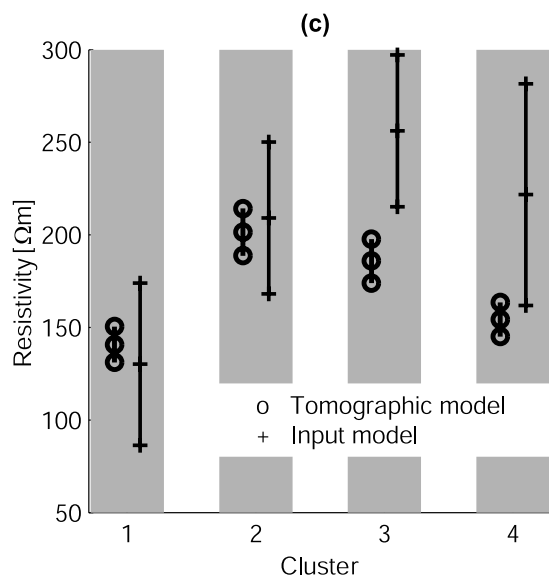 (c)
Resistivity [Ωm]
300
250
200
150
100
50
o Tomographic model
+ Input model
1 2 3 4
Cluster